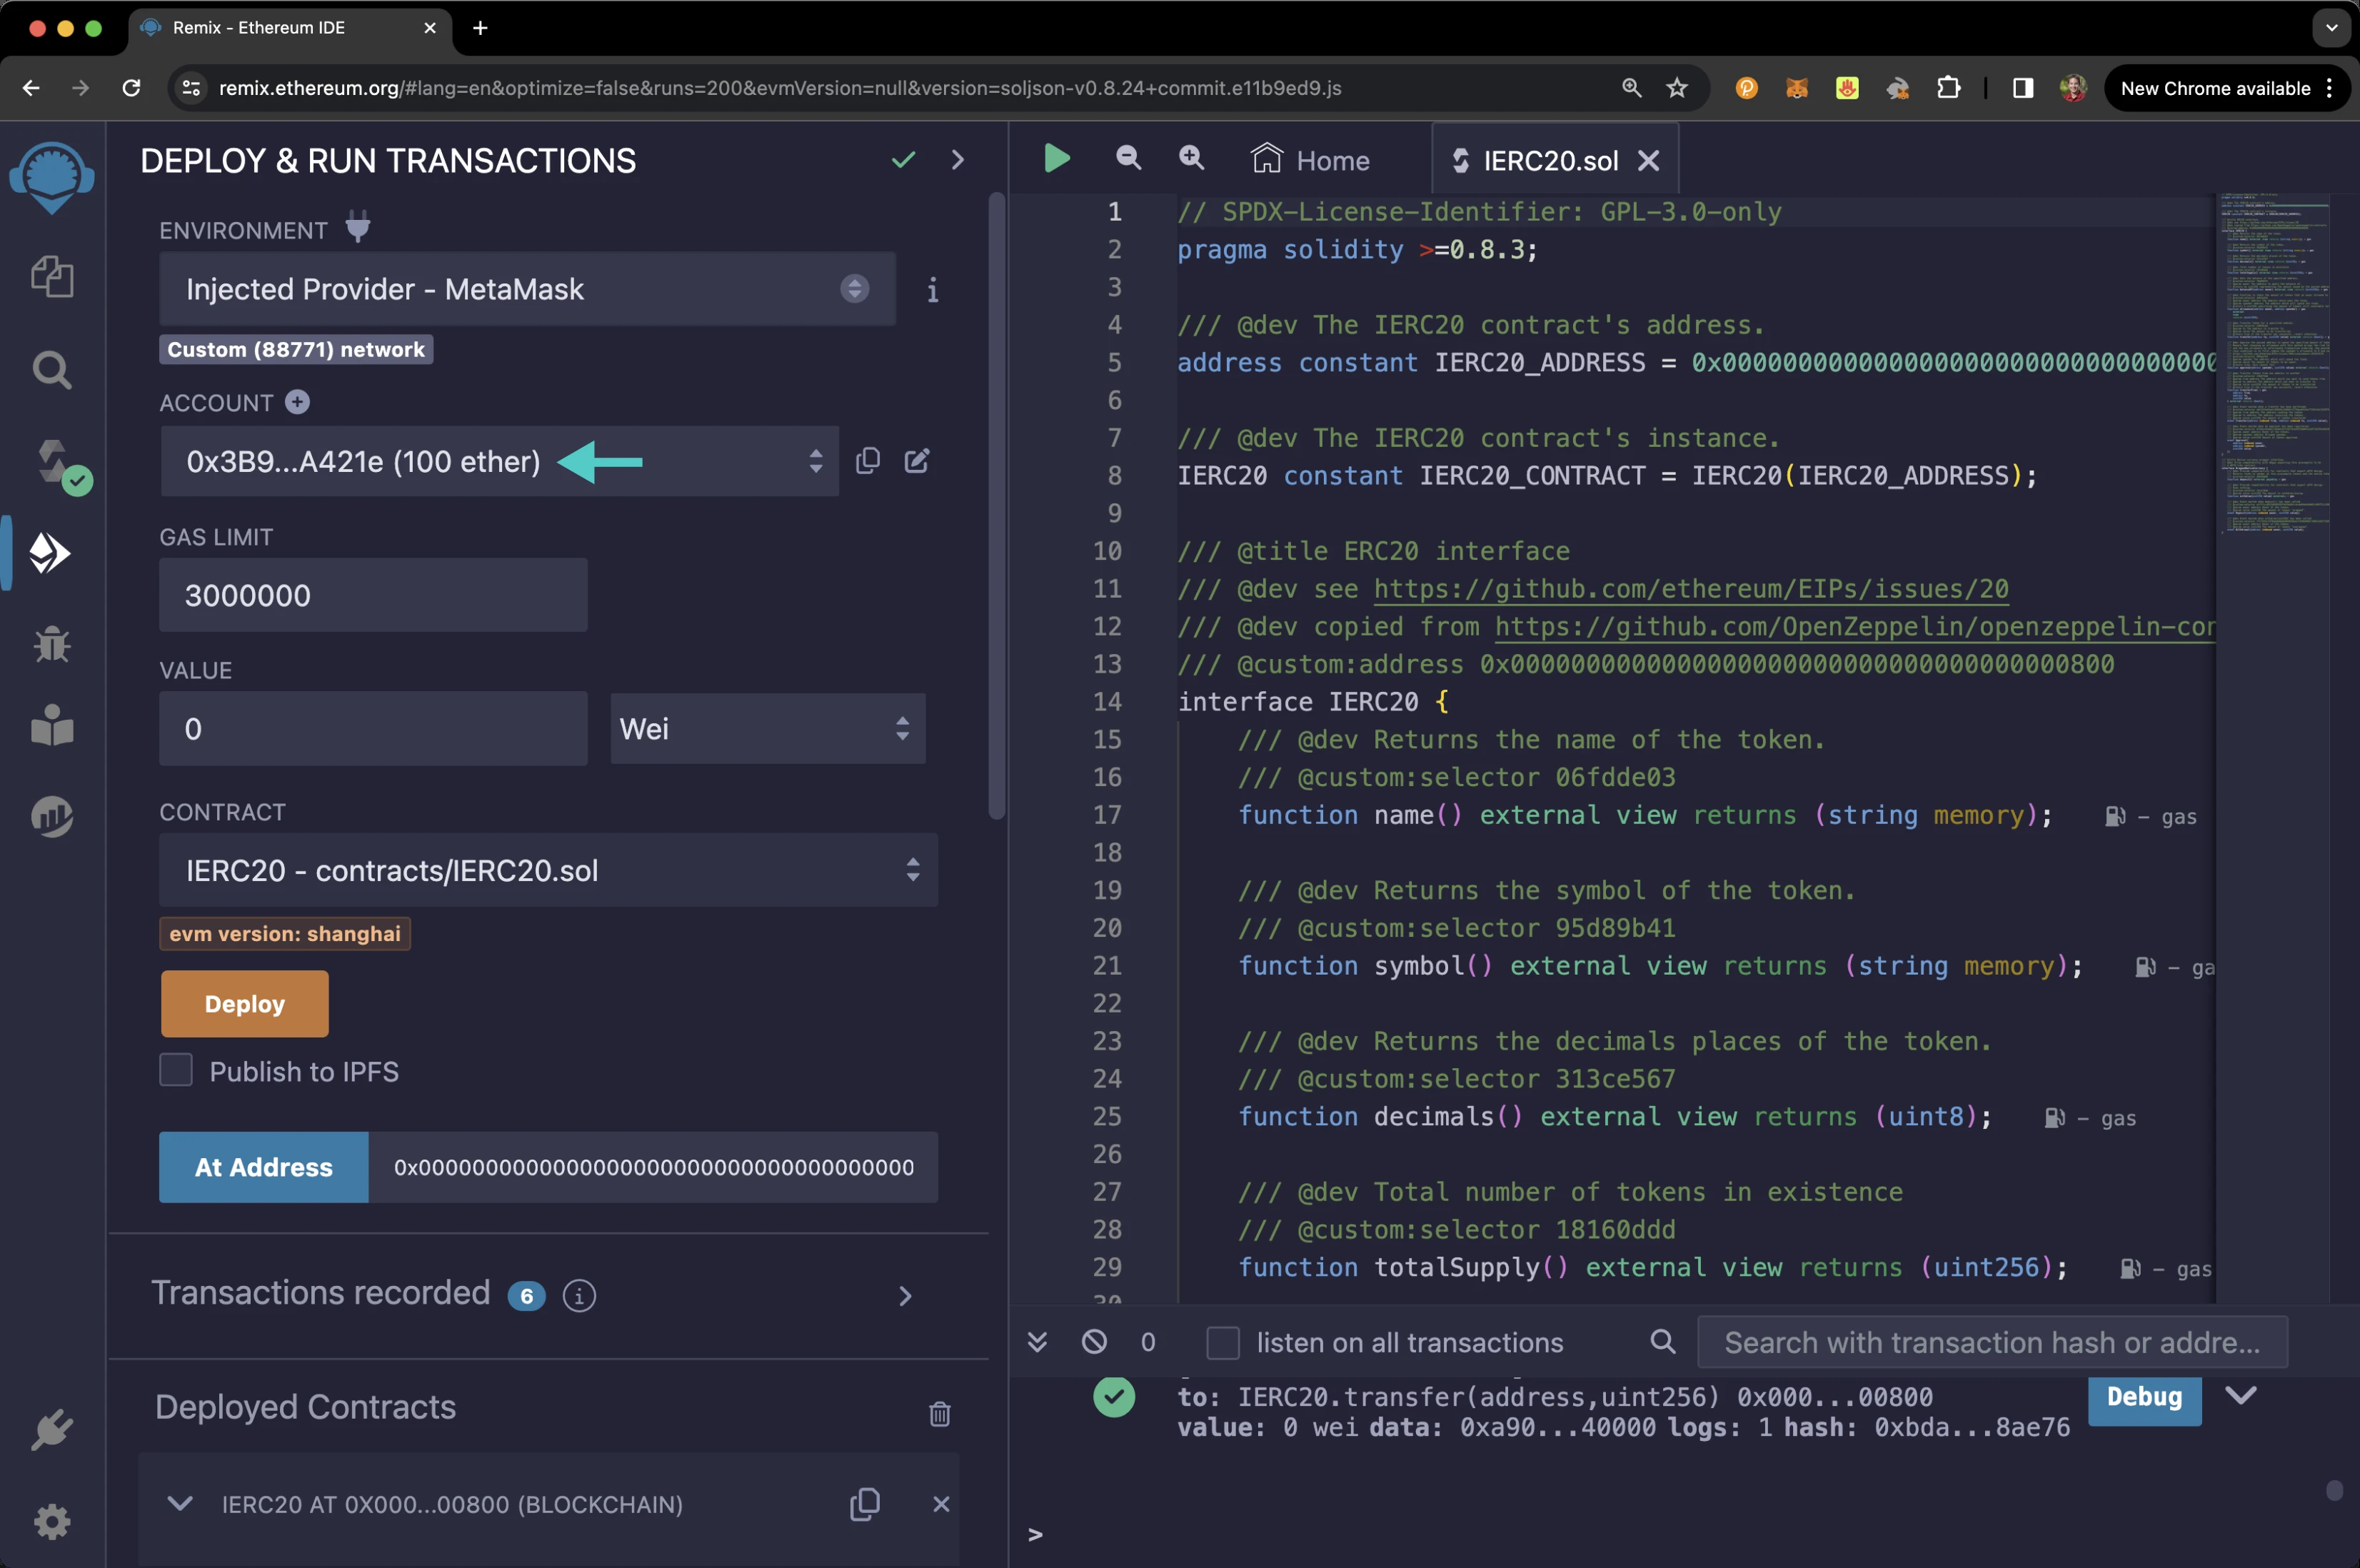 Remix - Ethereum IDE
remix.ethereum.org/#lang=en&optimize=false&runs=200&evmVersion=null&version=soljson-v0.8.24+commit.e11b9ed9.js
New Chrome available
DEPLOY & RUN TRANSACTIONS
ENVIRONMENT
Injected Provider - MetaMask
Custom (88771) network
ACCOUNT
0x3B9...A421e (100 ether)
GAS LIMIT
3000000
VALUE
0
Wei
CONTRACT
IERC20 - contracts/IERC20.sol
evm version: shanghai
Deploy
Publish to IPFS
At Address
Transactions recorded 6
Deployed Contracts
IERC20 AT 0X000...00800 (BLOCKCHAIN)
Home
IERC20.sol
1 // SPDX-License-Identifier: GPL-3.0-only
2 pragma solidity >=0.8.3;
3
4 /// @dev The IERC20 contract's address.
5 address constant IERC20_ADDRESS =
6
7 /// @dev The IERC20 contract's instance.
8 IERC20 constant IERC20_CONTRACT = IERC20(IERC20_ADDRESS);
9
10 /// @title ERC20 interface
11 /// @dev see https://github.com/ethereum/EIPs/issues/20
12 /// @dev copied from https://github.com/OpenZeppelin/openzeppelin-con
13 /// @custom:address 0x0000000000000000000000000000000000000800
14 interface IERC20 {
15 /// @dev Returns the name of the token.
16 /// @custom:selector 06fdde03
17 function name() external view returns (string memory); - gas
18
19 /// @dev Returns the symbol of the token.
20 /// @custom:selector 95d89b41
21 function symbol() external view returns (string memory); - ga
22
23 /// @dev Returns the decimals places of the token.
24 /// @custom:selector 313ce567
25 function decimals() external view returns (uint8); - gas
26
27 /// @dev Total number of tokens in existence
28 /// @custom:selector 18160ddd
29 function totalSupply() external view returns (uint256); - gas
30
0
listen on all transactions
Search with transaction hash or addre...
to: IERC20.transfer(address,uint256) 0x000...00800
value: 0 wei data: 0xa90...40000 logs: 1 hash: 0xbda...8ae76
Debug
>